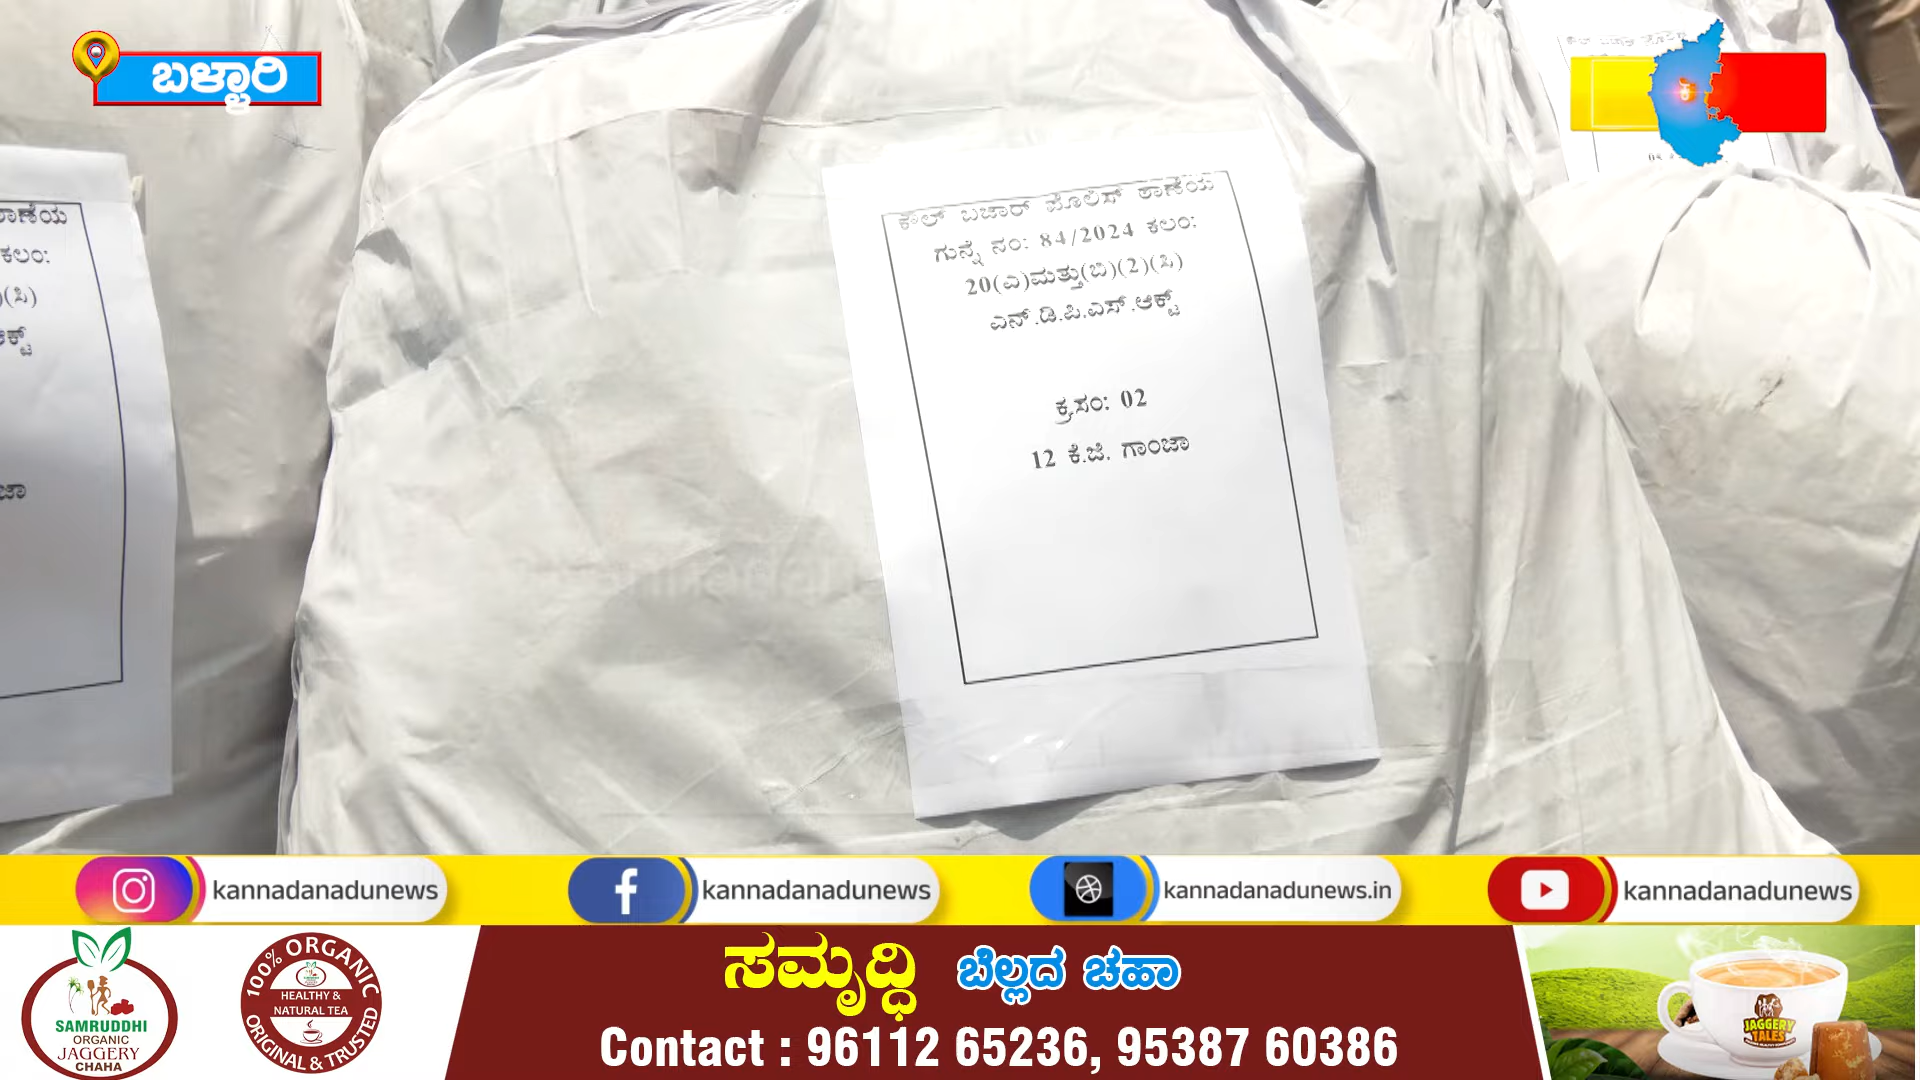 ಬಳ್ಳಾರಿ
ಠಾಣೆಯ
ಕಲಂ:
(ಸಿ)
ಆಕ್ಟ್
ಕೌಲ್ ಬಜಾರ್ ಪೊಲೀಸ್ ಠಾಣೆಯ
ಗುನ್ನೆ ನಂ: 84/2024 ಕಲಂ:
20(ಎ)ಮತ್ತು(ಬಿ)(2)(ಸಿ)
ಎನ್.ಡಿ.ಪಿ.ಎಸ್.ಆಕ್ಟ್
ಕ್ರಸಂ: 02
12 ಕೆ.ಜಿ. ಗಾಂಜಾ
kannadanadunews
kannadanadunews
kannadanadunews.in
kannadanadunews
SAMRUDDHI
ORGANIC
JAGGERY
CHAHA
100% ORGANIC
HEALTHY &
NATURAL TEA
ORIGINAL & TRUSTED
ಸಮೃದ್ಧಿ ಬೆಲ್ಲದ ಚಹಾ
Contact : 96112 65236, 95387 60386
JAGGERY
TALES